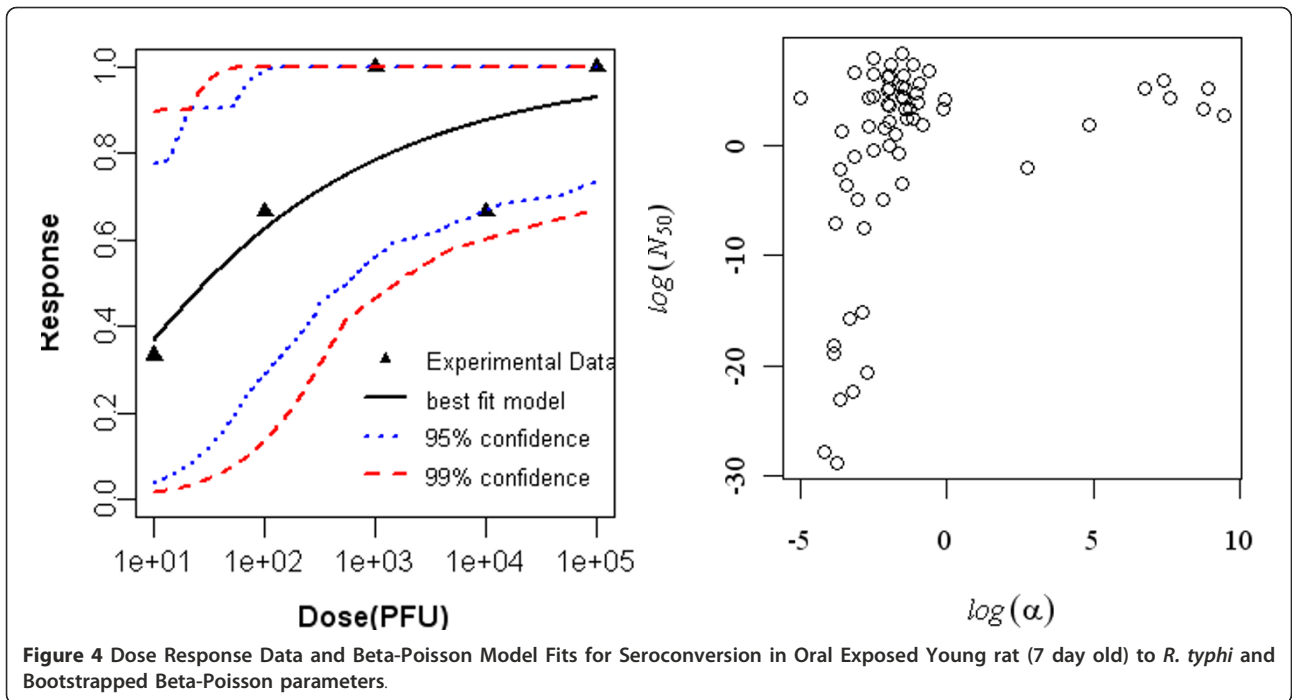 Response
1.0
0.8
0.6
0.4
0.2
0.0
Experimental Data
best fit model
95% confidence
99% confidence
1e+01 1e+02 1e+03 1e+04 1e+05
Dose(PFU)
log(N50)
0
-10
-20
-30
-5 0 5 10
log(α)
Figure 4 Dose Response Data and Beta-Poisson Model Fits for Seroconversion in Oral Exposed Young rat (7 day old) to R. typhi and
Bootstrapped Beta-Poisson parameters.